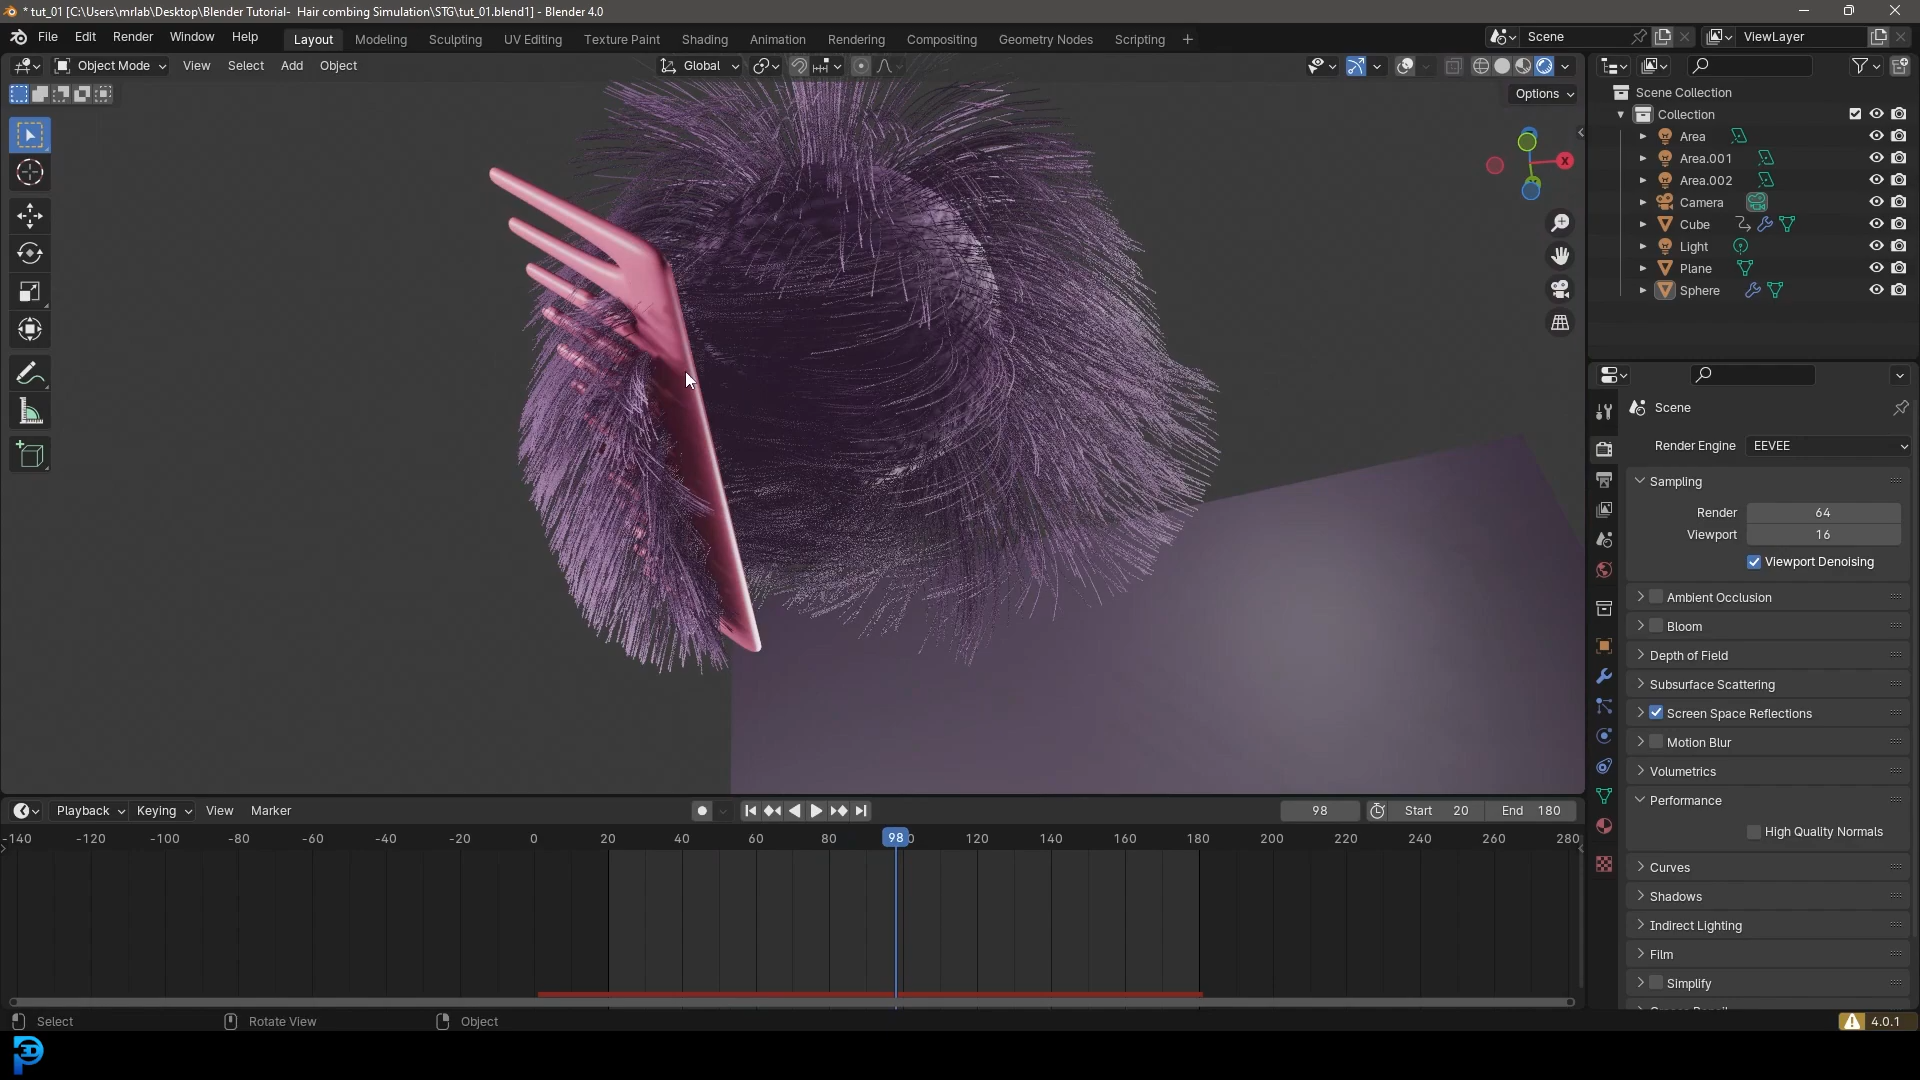 * tut_01 [C:\Users\mrlab\Desktop\Blender Tutorial-  Hair combing Simulation\STG\tut_01.blend1] - Blender 4.0
File Edit Render Window Help Layout Modeling Sculpting UV Editing Texture Paint Shading Animation Rendering Compositing Geometry Nodes Scripting + Scene ViewLayer
Object Mode View Select Add Object Global
Options
X
Scene Collection
Collection
Area
Area.001
Area.002
Camera
Cube
Light
Plane
Sphere
Scene
Render Engine EEVEE
Sampling
Render 64
Viewport 16
Viewport Denoising
Ambient Occlusion
Bloom
Depth of Field
Subsurface Scattering
Screen Space Reflections
Motion Blur
Volumetrics
Performance
High Quality Normals
Curves
Shadows
Indirect Lighting
Film
Simplify
Playback Keying View Marker 98 Start 20 End 180
-140 -120 -100 -80 -60 -40 -20 0 20 40 60 80 98 120 140 160 180 200 220 240 260 280
Select Rotate View Object 4.0.1